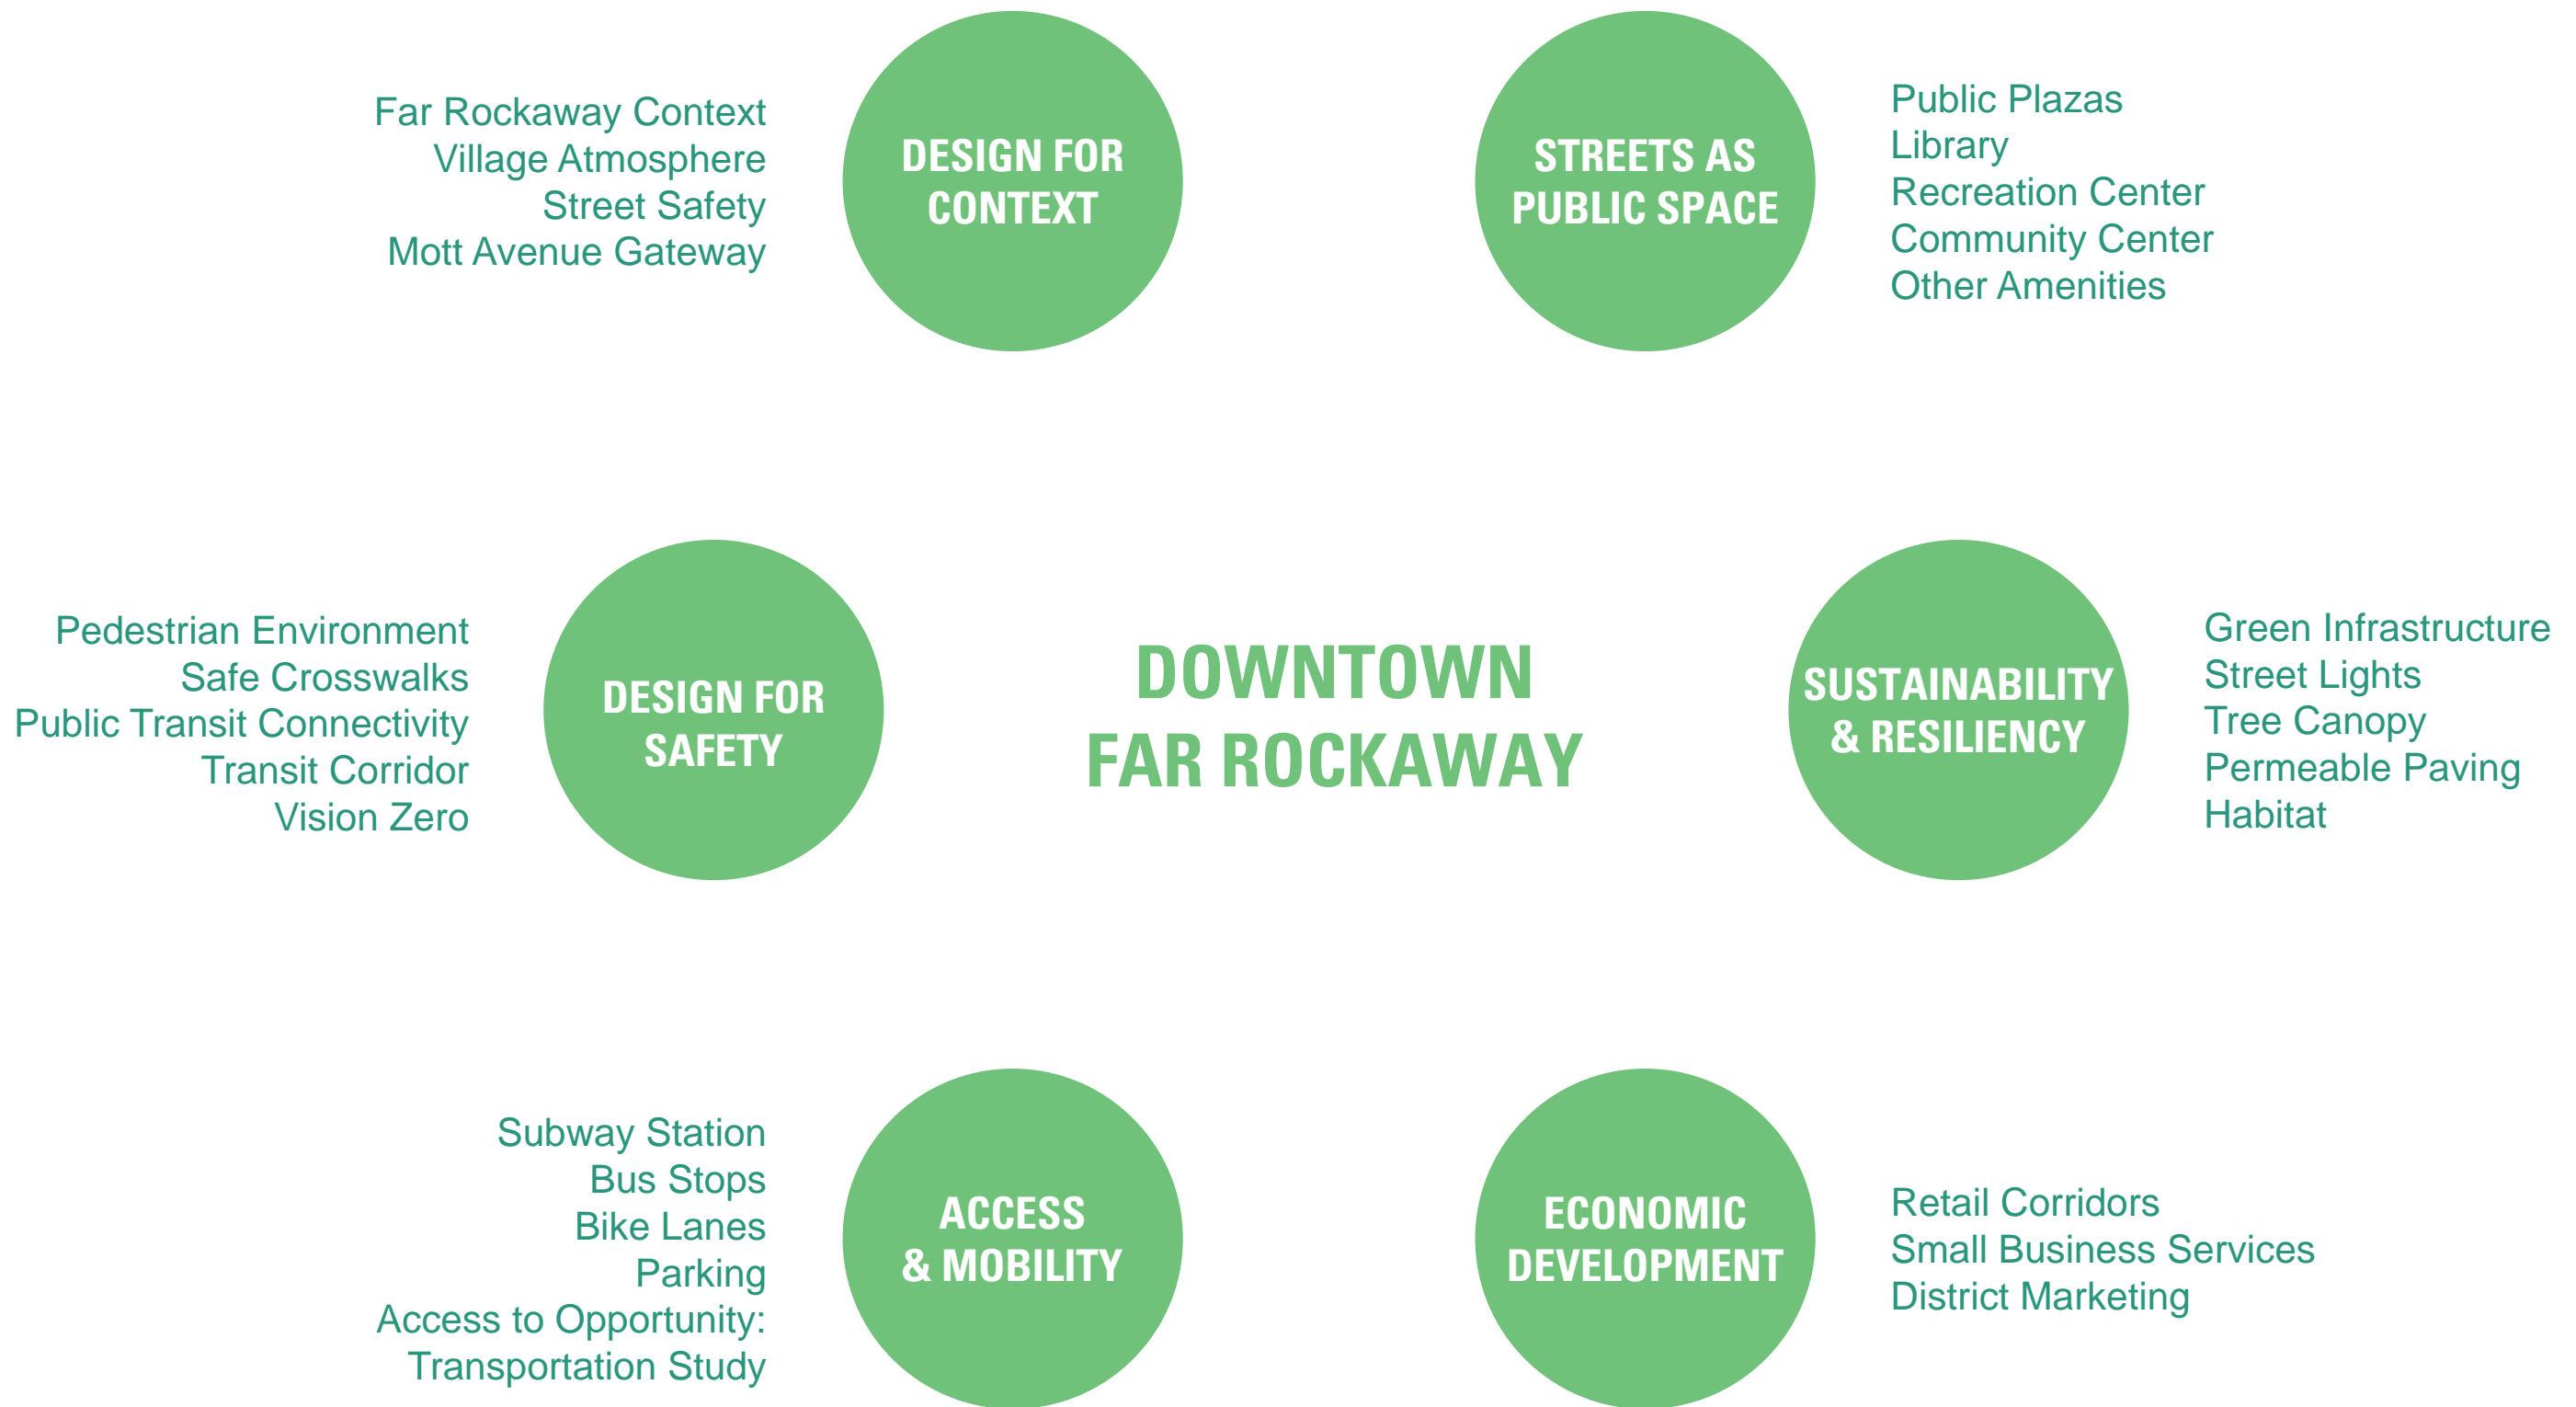 Far Rockaway Context
Village Atmosphere
Street Safety
Mott Avenue Gateway
DESIGN FOR
CONTEXT
STREETS AS
PUBLIC SPACE
Public Plazas
Library
Recreation Center
Community Center
Other Amenities
Pedestrian Environment
Safe Crosswalks
Public Transit Connectivity
Transit Corridor
Vision Zero
DESIGN FOR
SAFETY
DOWNTOWN
FAR ROCKAWAY
SUSTAINABILITY
& RESILIENCY
Green Infrastructure
Street Lights
Tree Canopy
Permeable Paving
Habitat
Subway Station
Bus Stops
Bike Lanes
Parking
Access to Opportunity:
Transportation Study
ACCESS
& MOBILITY
ECONOMIC
DEVELOPMENT
Retail Corridors
Small Business Services
District Marketing